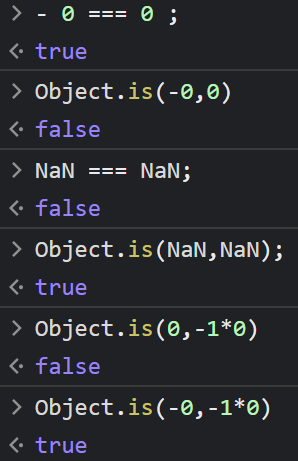 > - 0 === 0 ;
<· true
> Object.is(-0,0)
<· false
> NaN === NaN;
<· false
> Object.is(NaN,NaN);
<· true
> Object.is(0,-1*0)
<· false
> Object.is(-0,-1*0)
<· true